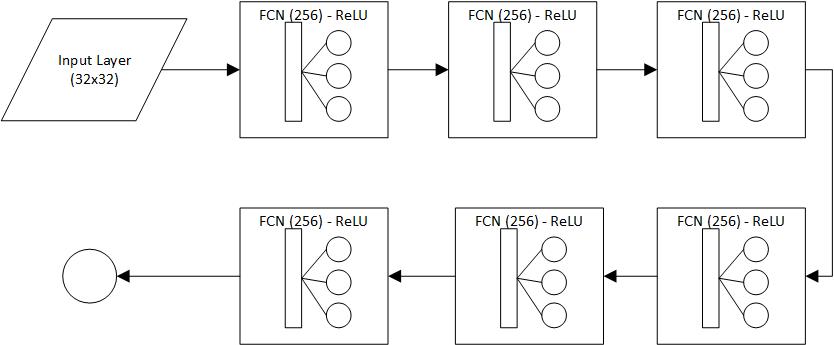 Input Layer
(32x32)
FCN (256) - ReLU
FCN (256) - ReLU
FCN (256) - ReLU
FCN (256) - ReLU
FCN (256) - ReLU
FCN (256) - ReLU